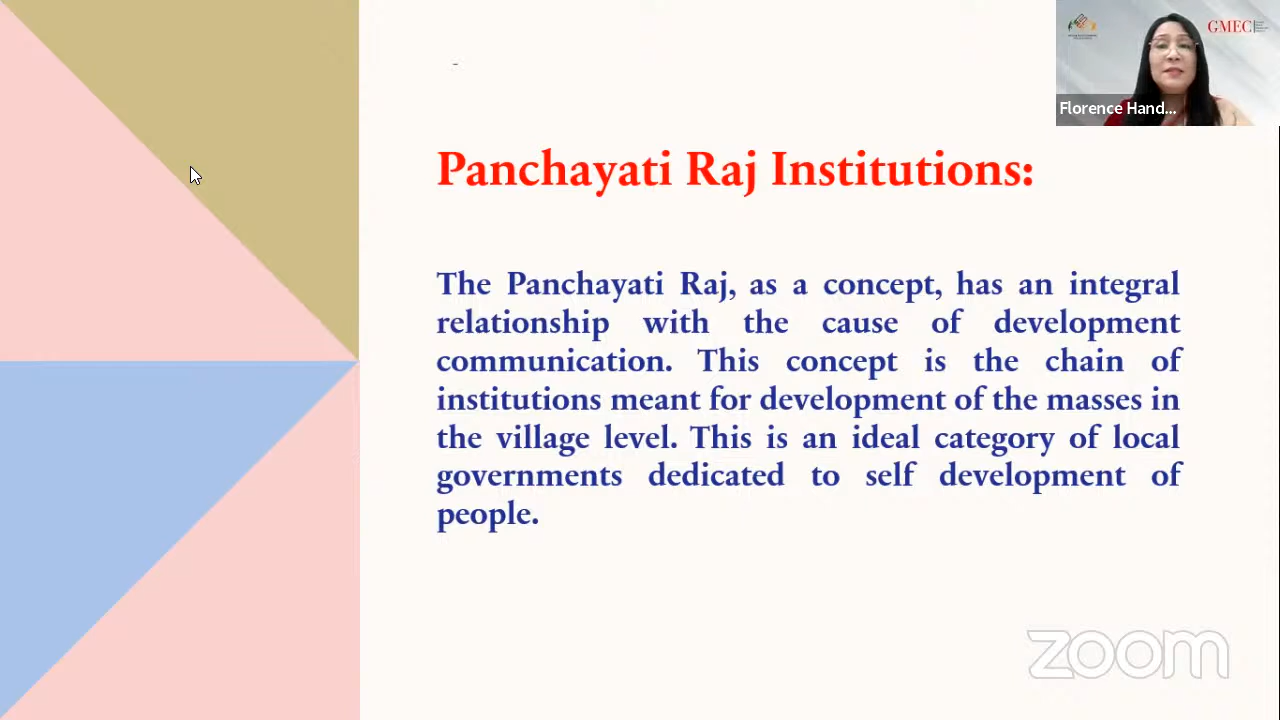 GMEC
Florence Hand...
-
Panchayati Raj Institutions:
The Panchayati Raj, as a concept, has an integral
relationship with the cause of development
communication. This concept is the chain of
institutions meant for development of the masses in
the village level. This is an ideal category of local
governments dedicated to self development of
people.
zoom